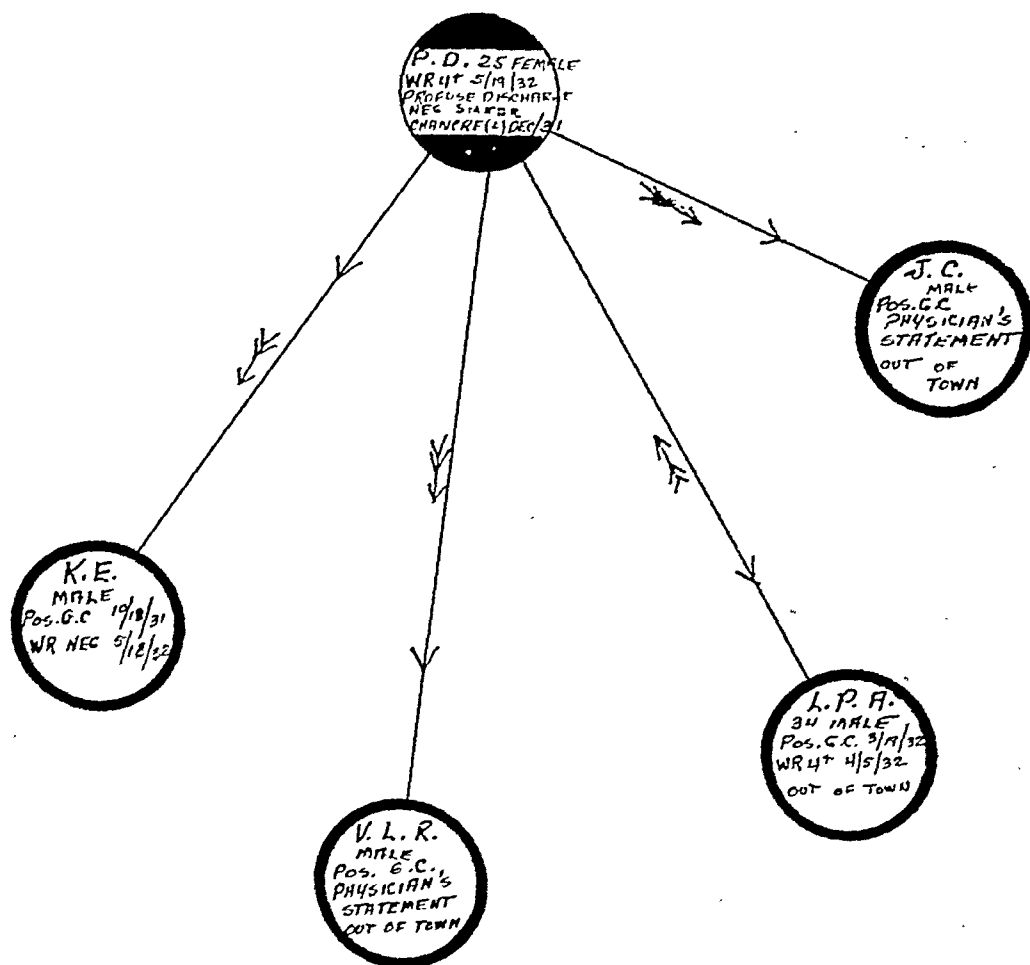 P. D. 25 FEMALE
WR 4+ 5/19/32
PROFUSE DISCHARGE
NEG SMEAR
CHANCRE (L) DEC/31
J. C.
MALE
POS. G.C
PHYSICIAN'S
STATEMENT
OUT OF
TOWN
K. E.
MALE
POS. G.C 10/18/31
WR NEG 5/12/32
L. P. A.
34 MALE
POS. G.C. 3/19/32
WR 4+ 4/5/32
OUT OF TOWN
V. L. R.
MALE
POS. G.C.,
PHYSICIAN'S
STATEMENT
OUT OF TOWN